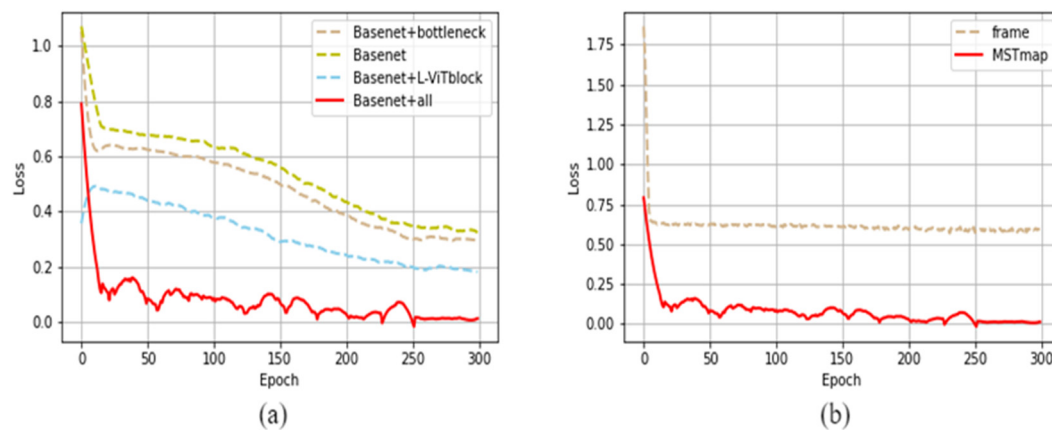 Basenet+bottleneck
Basenet
Basenet+L-ViTblock
Basenet+all
Loss
1.0
0.8
0.6
0.4
0.2
0.0
0 50 100 150 200 250 300
Epoch
(a)
frame
MSTmap
Loss
1.75
1.50
1.25
1.00
0.75
0.50
0.25
0.00
0 50 100 150 200 250 300
Epoch
(b)